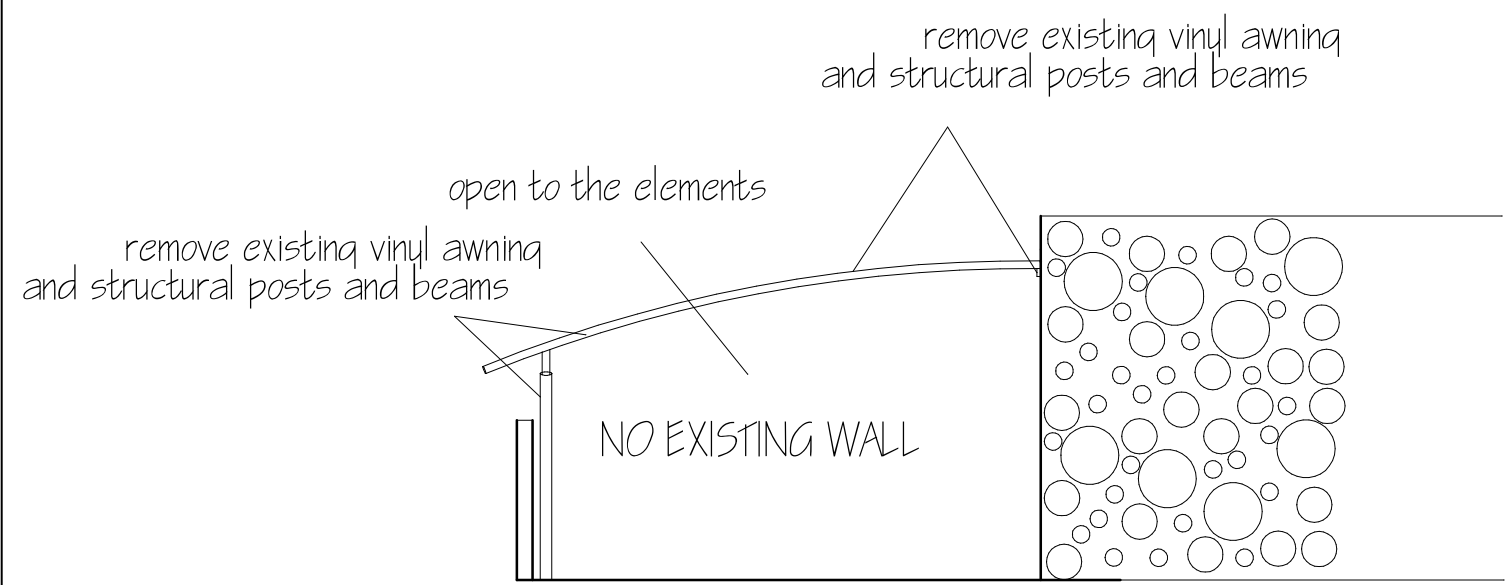 remove existing vinyl awning
and structural posts and beams
open to the elements
remove existing vinyl awning
and structural posts and beams
NO EXISTING WALL